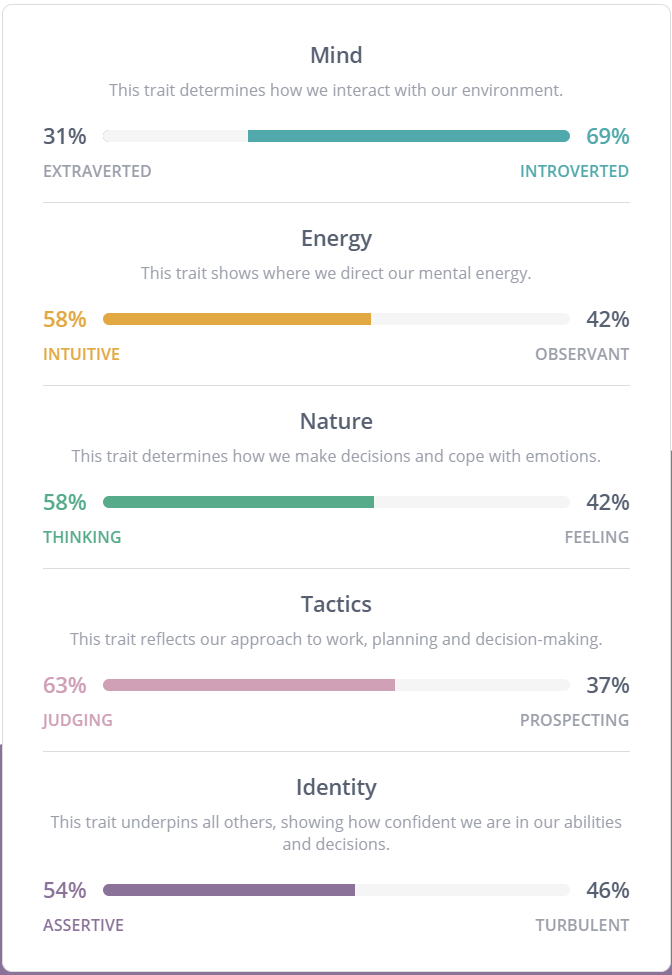 Mind
This trait determines how we interact with our environment.
31% 69%
EXTRAVERTED INTROVERTED
Energy
This trait shows where we direct our mental energy.
58% 42%
INTUITIVE OBSERVANT
Nature
This trait determines how we make decisions and cope with emotions.
58% 42%
THINKING FEELING
Tactics
This trait reflects our approach to work, planning and decision-making.
63% 37%
JUDGING PROSPECTING
Identity
This trait underpins all others, showing how confident we are in our abilities
and decisions.
54% 46%
ASSERTIVE TURBULENT